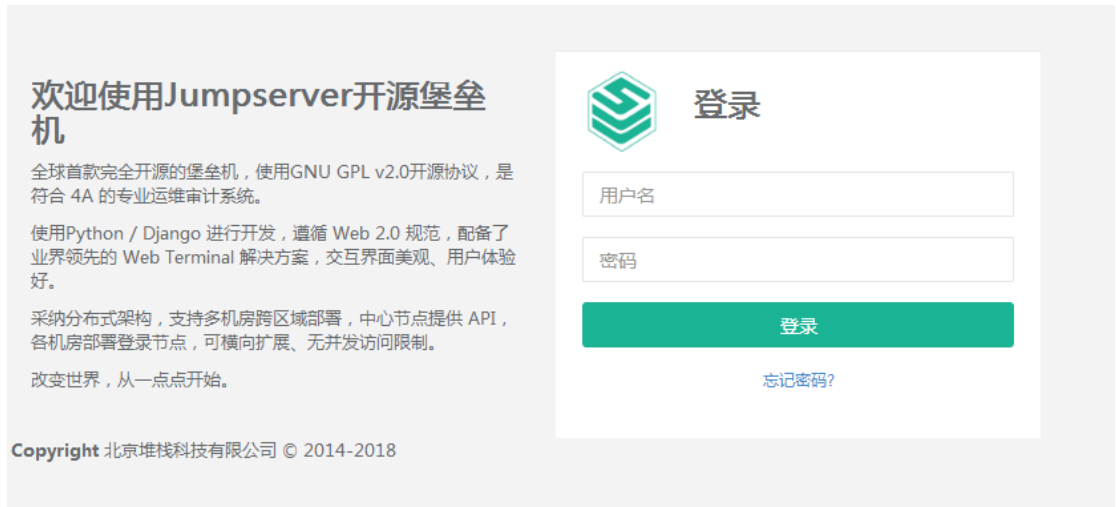 欢迎使用Jumpserver开源堡垒
机
全球首款完全开源的堡垒机，使用GNU GPL v2.0开源协议，是
符合 4A 的专业运维审计系统。
使用Python / Django 进行开发，遵循 Web 2.0 规范，配备了
业界领先的 Web Terminal 解决方案，交互界面美观、用户体验
好。
采纳分布式架构，支持多机房跨区域部署，中心节点提供 API，
各机房部署登录节点，可横向扩展、无并发访问限制。
改变世界，从一点点开始。
Copyright 北京堆栈科技有限公司 © 2014-2018
登录
用户名
密码
登录
忘记密码?